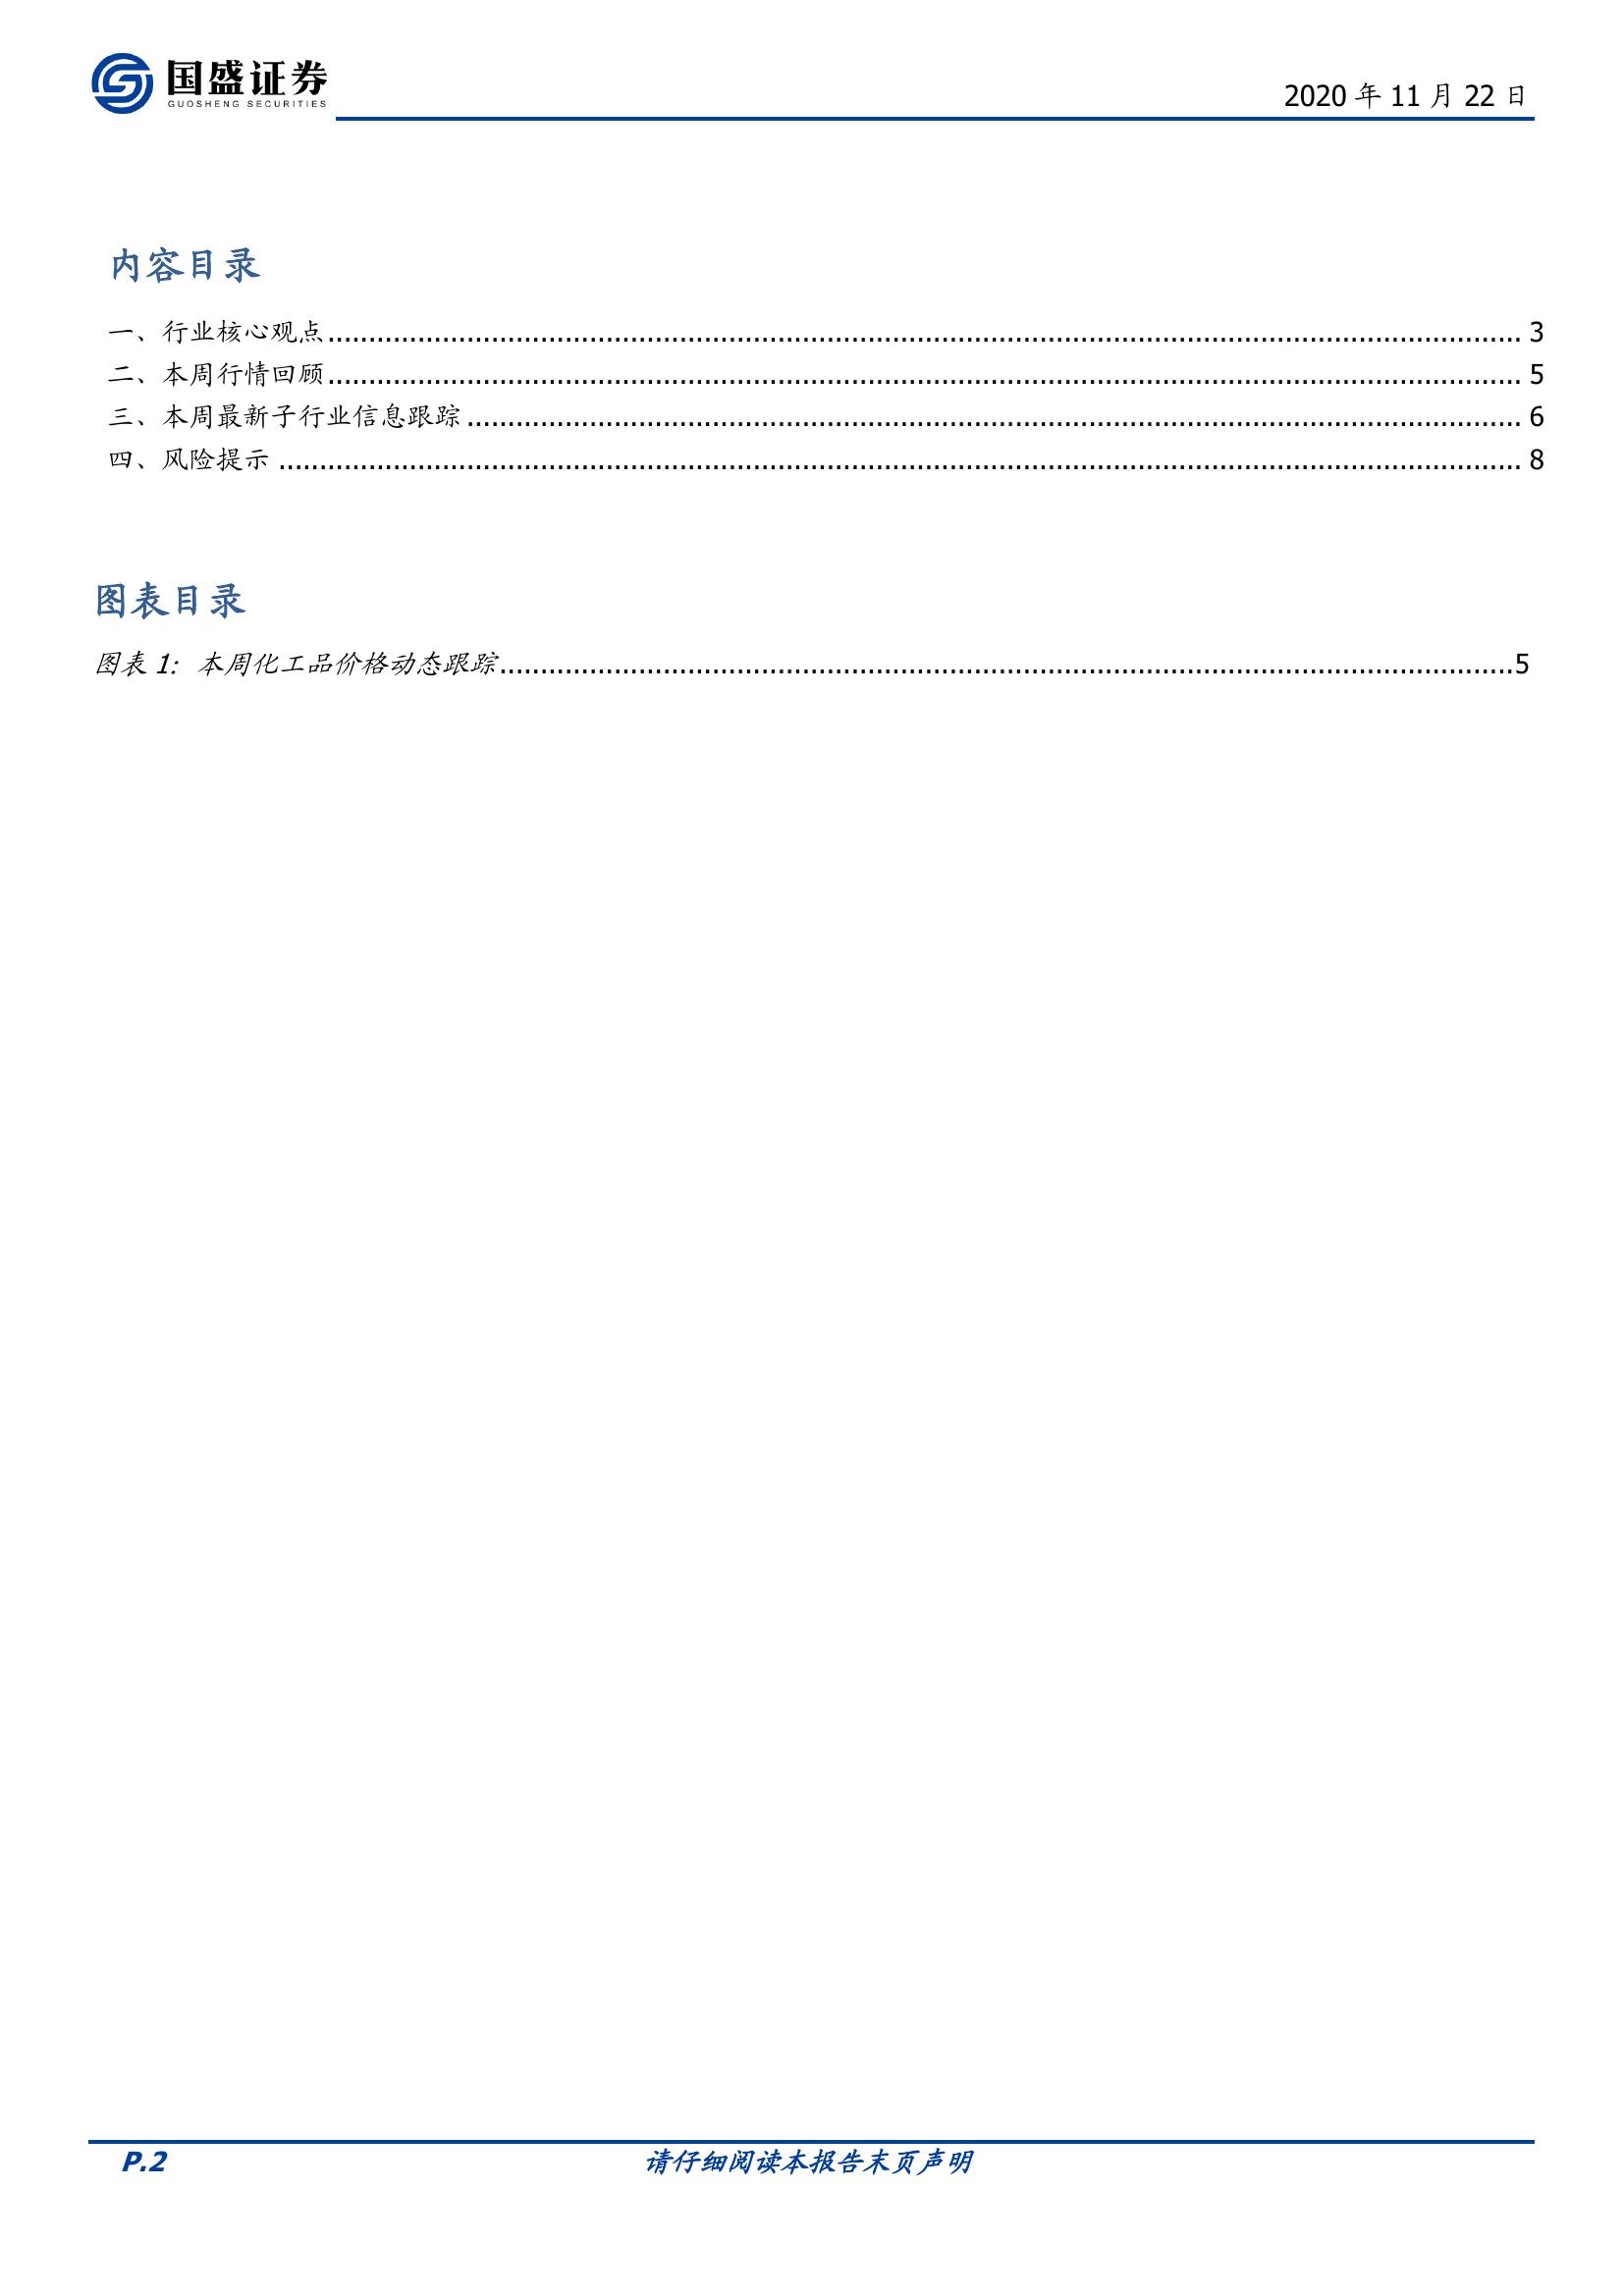 国盛证券
GUOSHENG SECURITIES
2020 年 11 月 22 日
内容目录
一、行业核心观点........................................................................................................................ 3
二、本周行情回顾........................................................................................................................ 5
三、本周最新子行业信息跟踪........................................................................................................ 6
四、风险提示 ............................................................................................................................. 8
图表目录
图表 1: 本周化工品价格动态跟踪....................................................................................................5
P.2 请仔细阅读本报告末页声明